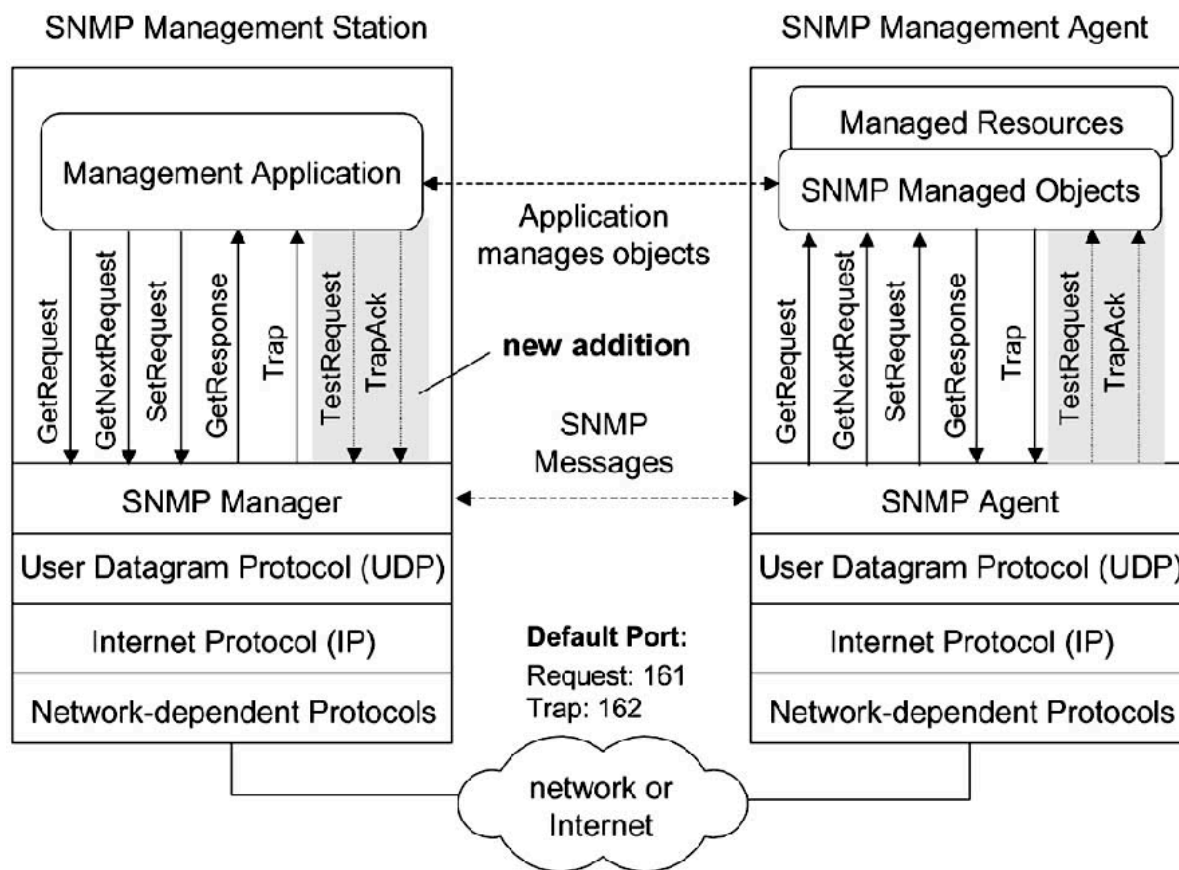 SNMP Management Station
SNMP Management Agent
Management Application
Managed Resources
SNMP Managed Objects
Application
manages objects
GetRequest
GetNextRequest
SetRequest
GetResponse
Trap
TestRequest
TrapAck
new addition
GetRequest
GetNextRequest
SetRequest
GetResponse
Trap
TestRequest
TrapAck
SNMP
Messages
SNMP Manager
SNMP Agent
User Datagram Protocol (UDP)
User Datagram Protocol (UDP)
Internet Protocol (IP)
Internet Protocol (IP)
Network-dependent Protocols
Network-dependent Protocols
Default Port:
Request: 161
Trap: 162
network or
Internet